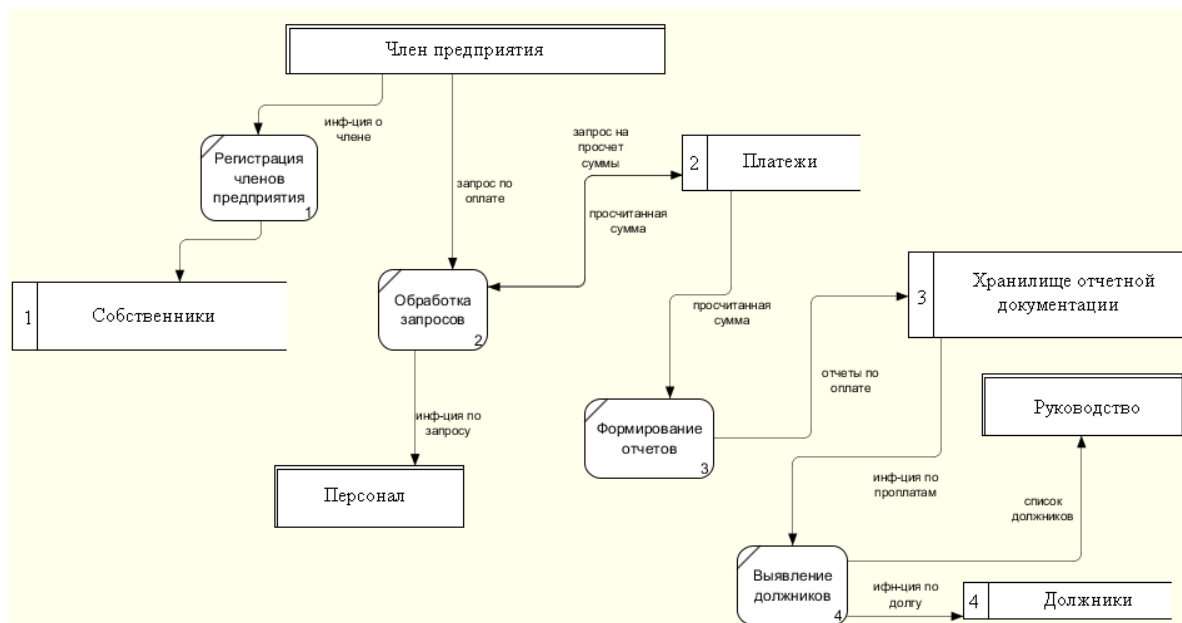 Член предприятия
инф-ция о
члене
запрос на
просчет
суммы
Регистрация
членов
предприятия
1
2
Платежи
запрос по
оплате
просчитанная
сумма
1
Собственники
Обработка
запросов
2
3
Хранилище отчетной
документации
просчитанная
сумма
отчеты по
оплате
Руководство
инф-ция по
запросу
Формирование
отчетов
3
Персонал
инф-ция по
проплатам
список
должников
Выявление
должников
4
ифн-ция по
долгу
4
Должники